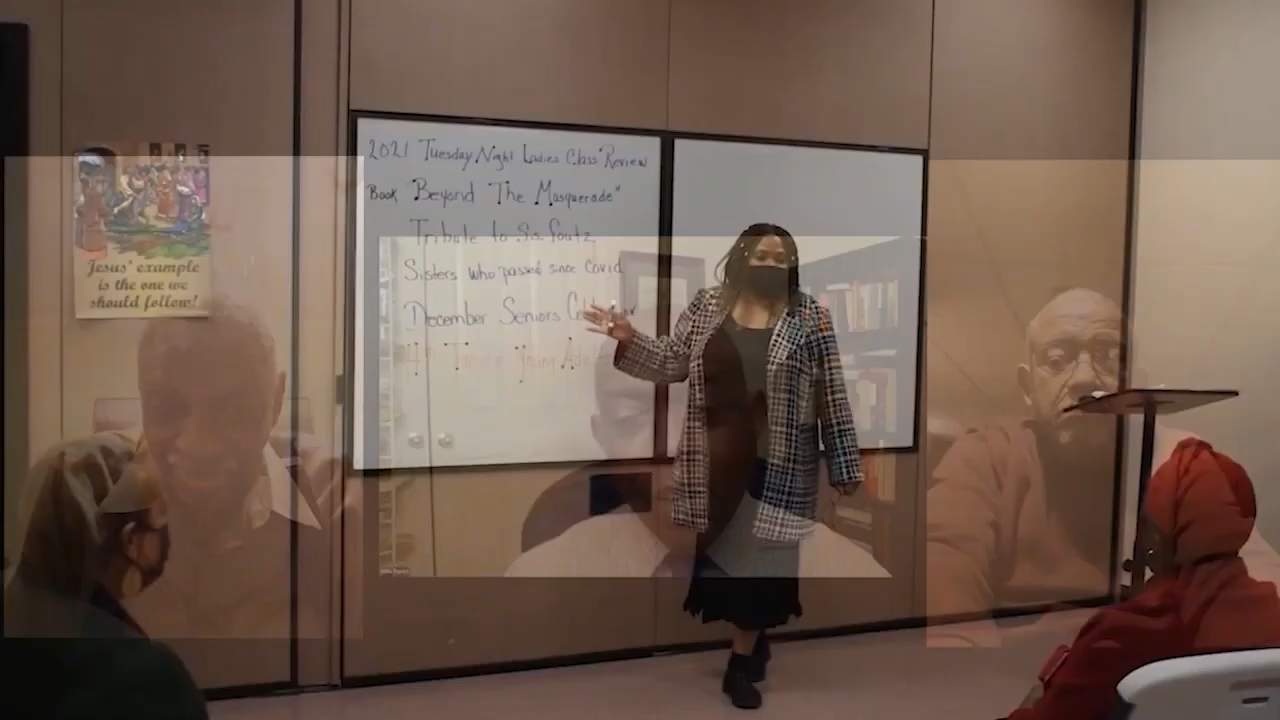 2021 Tuesday Night Ladies Class Review
Book "Beyond The Masquerade"
Tribute to Sis. Foutz
Sisters who passed since Covid
December Seniors
Jesus' example
is the one we
should follow!